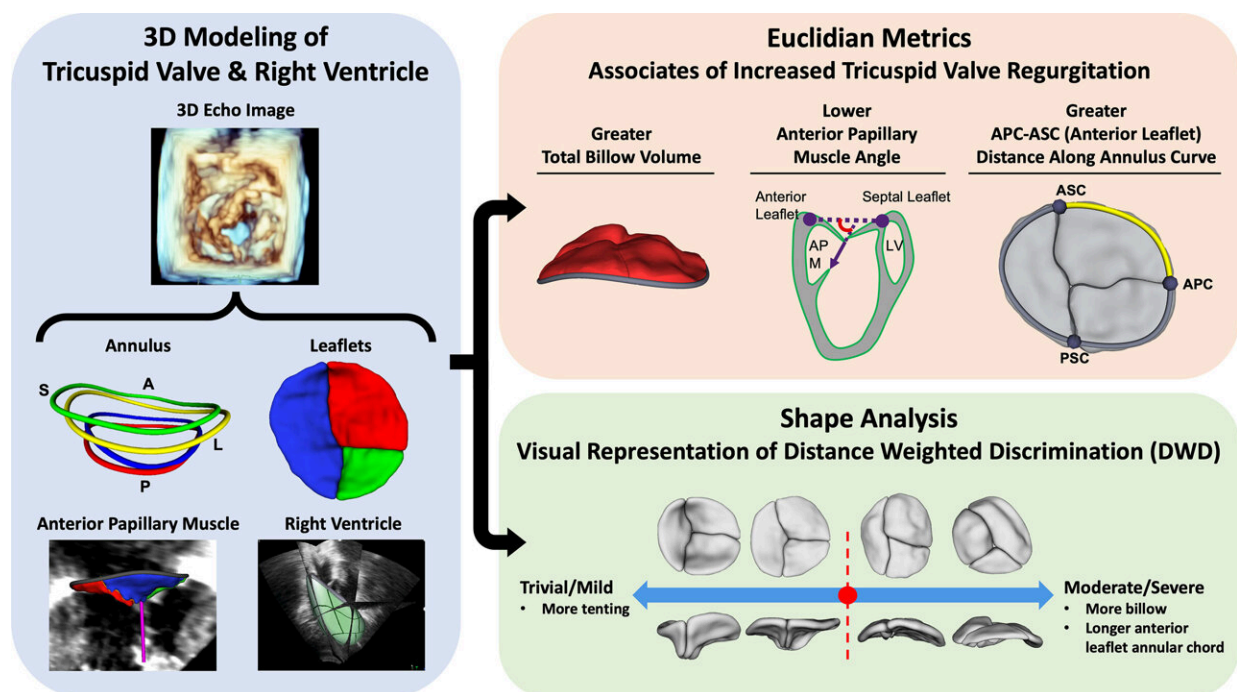 3D Modeling of
Tricuspid Valve & Right Ventricle
3D Echo Image
Annulus
Leaflets
S
A
L
P
Anterior Papillary Muscle
Right Ventricle
Euclidian Metrics
Associates of Increased Tricuspid Valve Regurgitation
Greater
Total Billow Volume
Lower
Anterior Papillary
Muscle Angle
Anterior
Leaflet
Septal Leaflet
AP
M
LV
Greater
APC-ASC (Anterior Leaflet)
Distance Along Annulus Curve
ASC
APC
PSC
Shape Analysis
Visual Representation of Distance Weighted Discrimination (DWD)
Trivial/Mild
• More tenting
Moderate/Severe
• More billow
• Longer anterior
leaflet annular chord